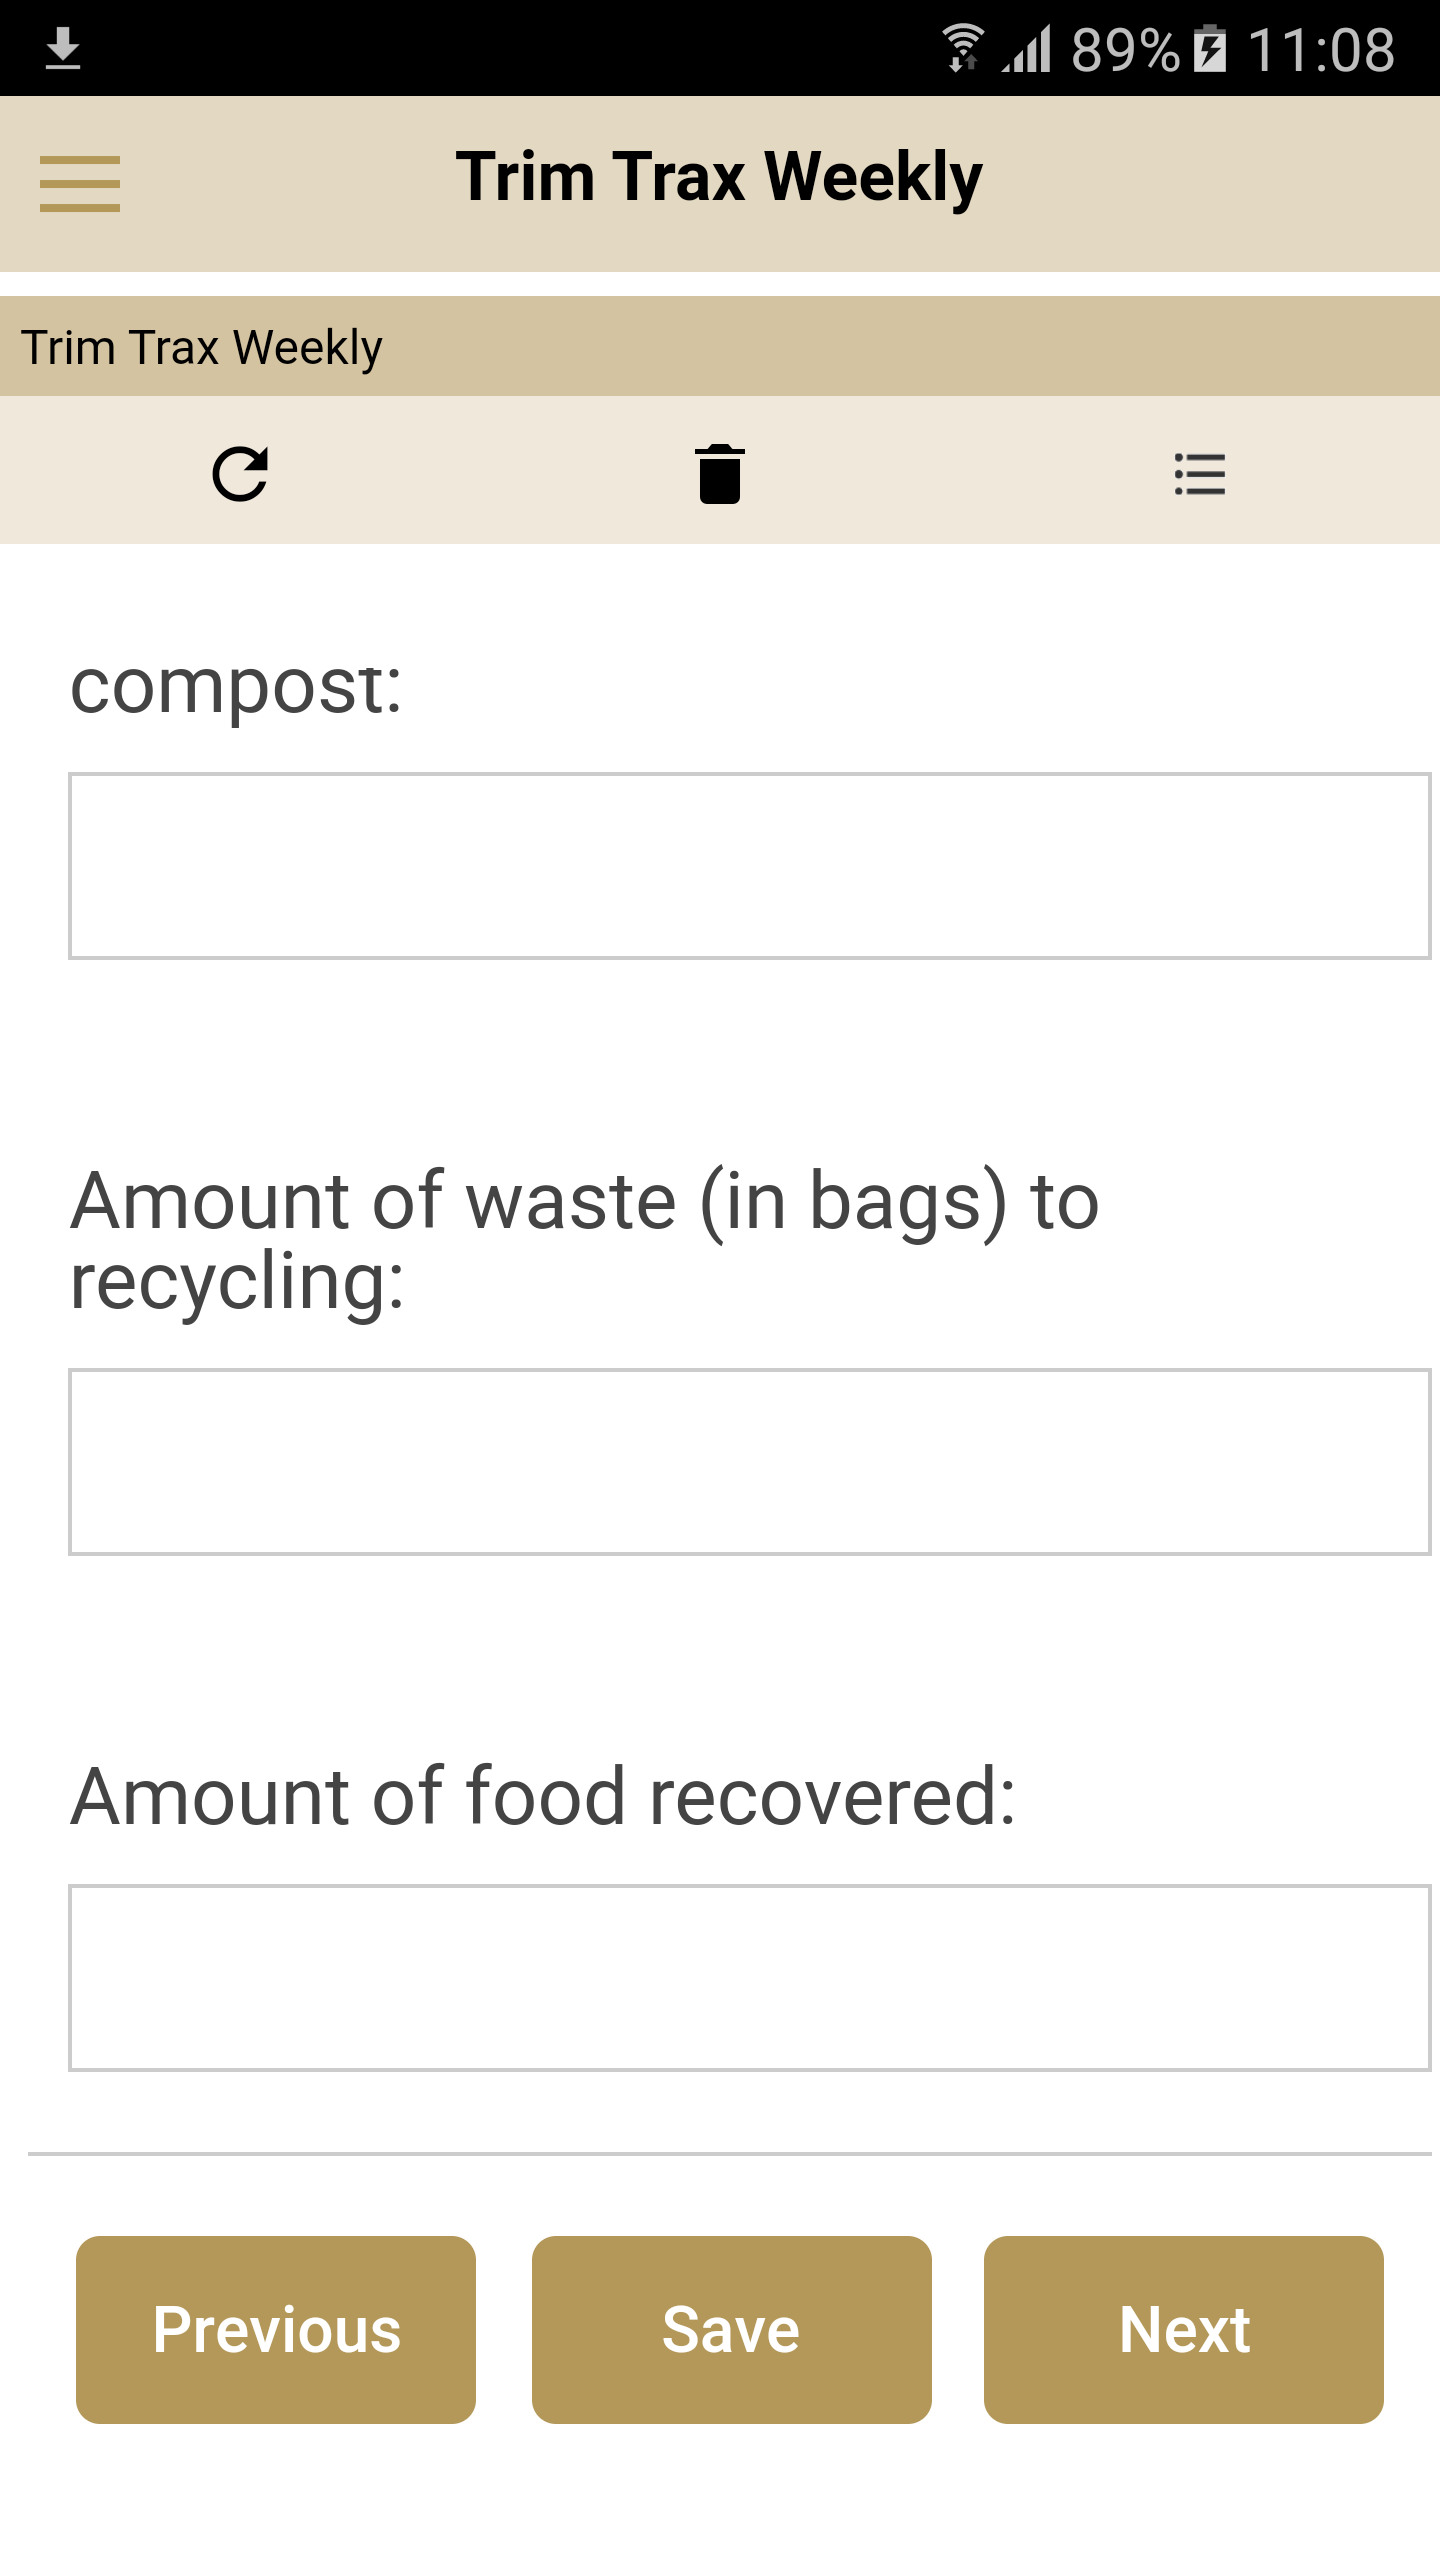 89% 11:08
Trim Trax Weekly
Trim Trax Weekly
compost:
Amount of waste (in bags) to
recycling:
Amount of food recovered:
Previous Save Next